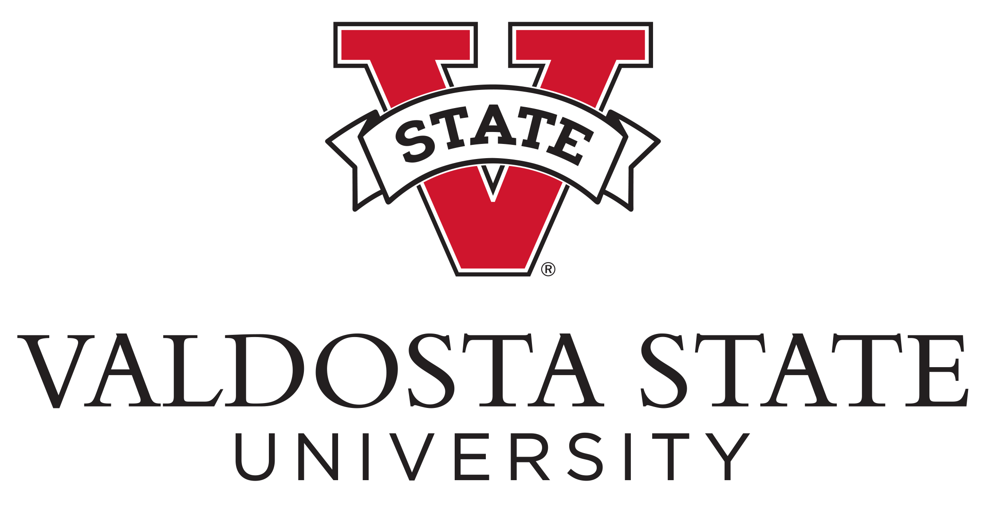 V
STATE
®
VALDOSTA STATE
UNIVERSITY